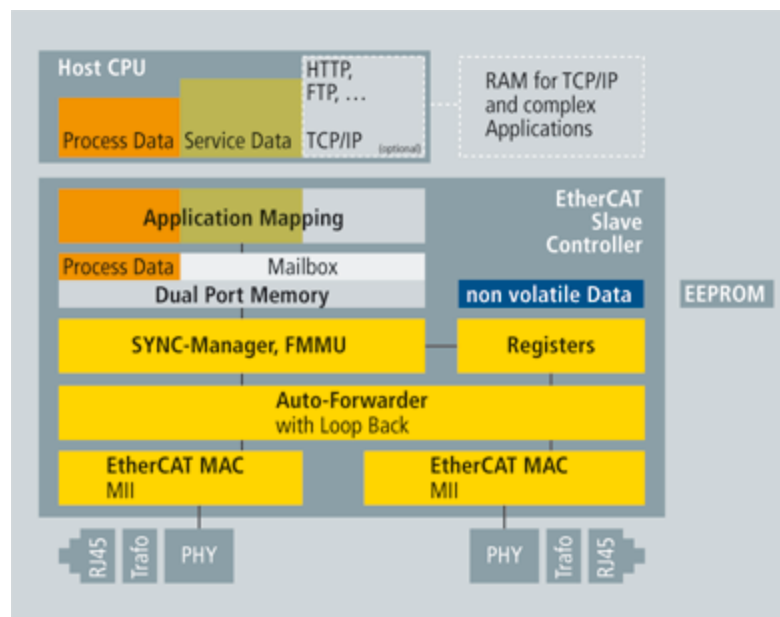 Host CPU
Process Data
Service Data
HTTP,
FTP, ...
TCP/IP
(optional)
RAM for TCP/IP
and complex
Applications
EtherCAT
Slave
Controller
Application Mapping
Process Data
Mailbox
Dual Port Memory
non volatile Data
EEPROM
SYNC-Manager, FMMU
Registers
Auto-Forwarder
with Loop Back
EtherCAT MAC
MII
EtherCAT MAC
MII
RJ45
Trafo
PHY
PHY
Trafo
RJ45